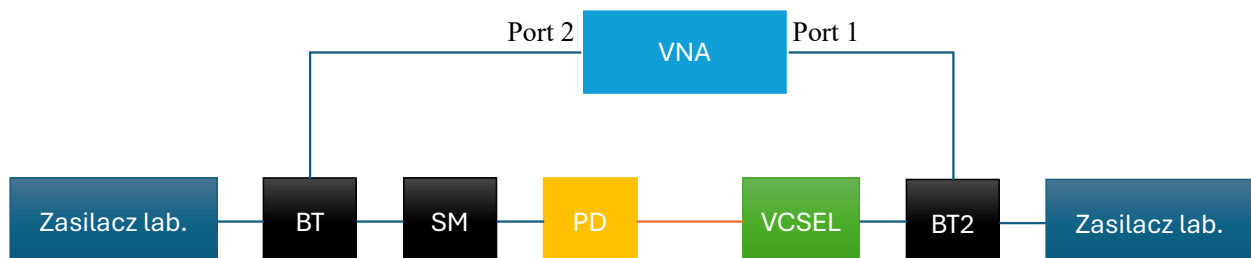 Port 2
VNA
Port 1
Zasilacz lab.
BT
SM
PD
VCSEL
BT2
Zasilacz lab.